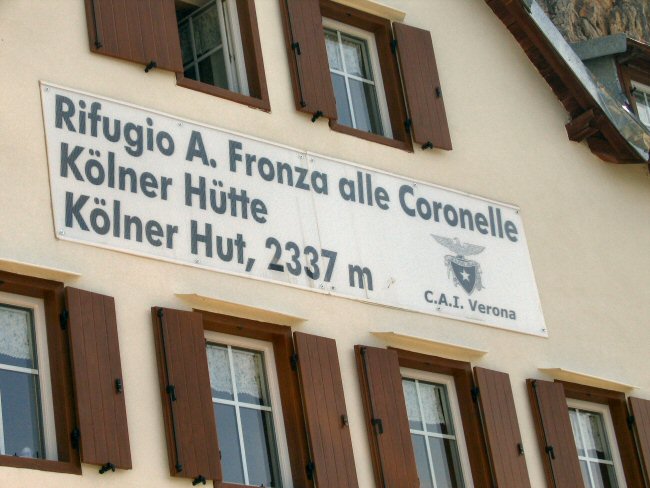 Rifugio A. Fronza alle Coronelle
Kölner Hütte
Kölner Hut, 2337 m
C.A.I. Verona